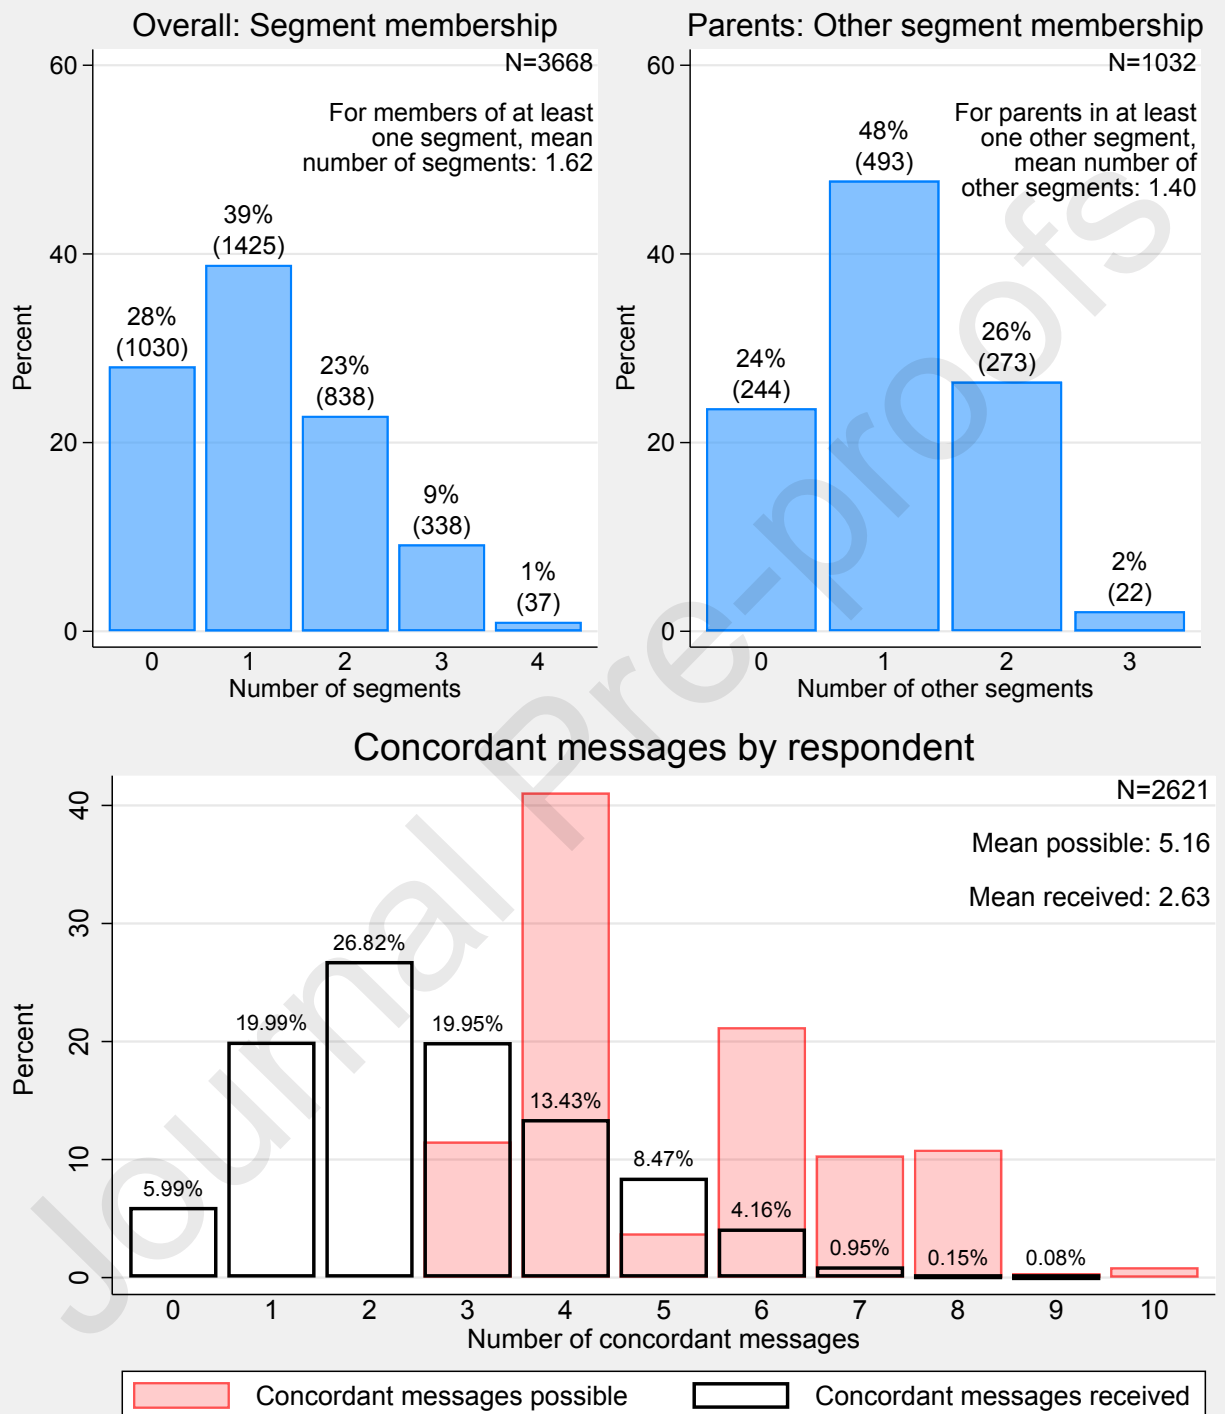 Overall: Segment membership
N=3668
For members of at least
one segment, mean
number of segments: 1.62
Percent
60
40
20
0
28%
(1030)
39%
(1425)
23%
(838)
9%
(338)
1%
(37)
0 1 2 3 4
Number of segments
Parents: Other segment membership
N=1032
For parents in at least
one other segment,
mean number of
other segments: 1.40
Percent
60
40
20
0
24%
(244)
48%
(493)
26%
(273)
2%
(22)
0 1 2 3
Number of other segments
Concordant messages by respondent
N=2621
Mean possible: 5.16
Mean received: 2.63
Percent
40
30
20
10
0
5.99%
19.99%
26.82%
19.95%
13.43%
8.47%
4.16%
0.95%
0.15%
0.08%
0 1 2 3 4 5 6 7 8 9 10
Number of concordant messages
Concordant messages possible
Concordant messages received
Journal Pre-proofs